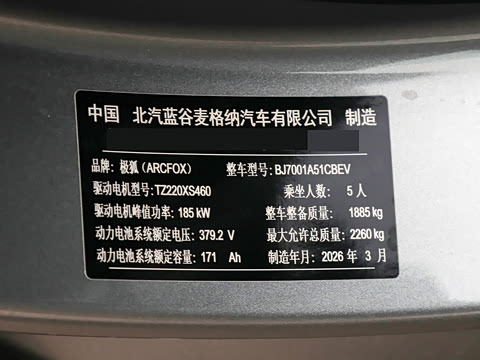 中国 北汽蓝谷麦格纳汽车有限公司 制造
品牌: 极狐 (ARCFOX) 整车型号: BJ7001A51CBEV
驱动电机型号: TZ220XS460 乘坐人数: 5 人
驱动电机峰值功率: 185 kW 整车整备质量: 1885 kg
动力电池系统额定电压: 379.2 V 最大允许总质量: 2260 kg
动力电池系统额定容量: 171 Ah 制造年月: 2026 年 3 月